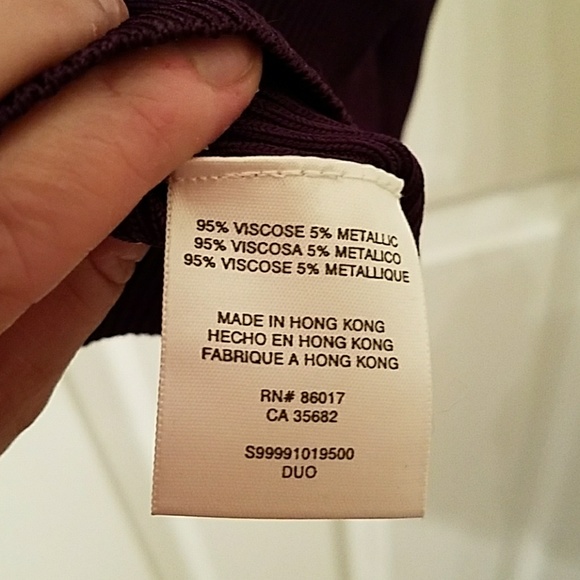 95% VISCOSE 5% METALLIC
95% VISCOSA 5% METALICO
95% VISCOSE 5% METALLIQUE
MADE IN HONG KONG
HECHO EN HONG KONG
FABRIQUE A HONG KONG
RN# 86017
CA 35682
S99991019500
DUO